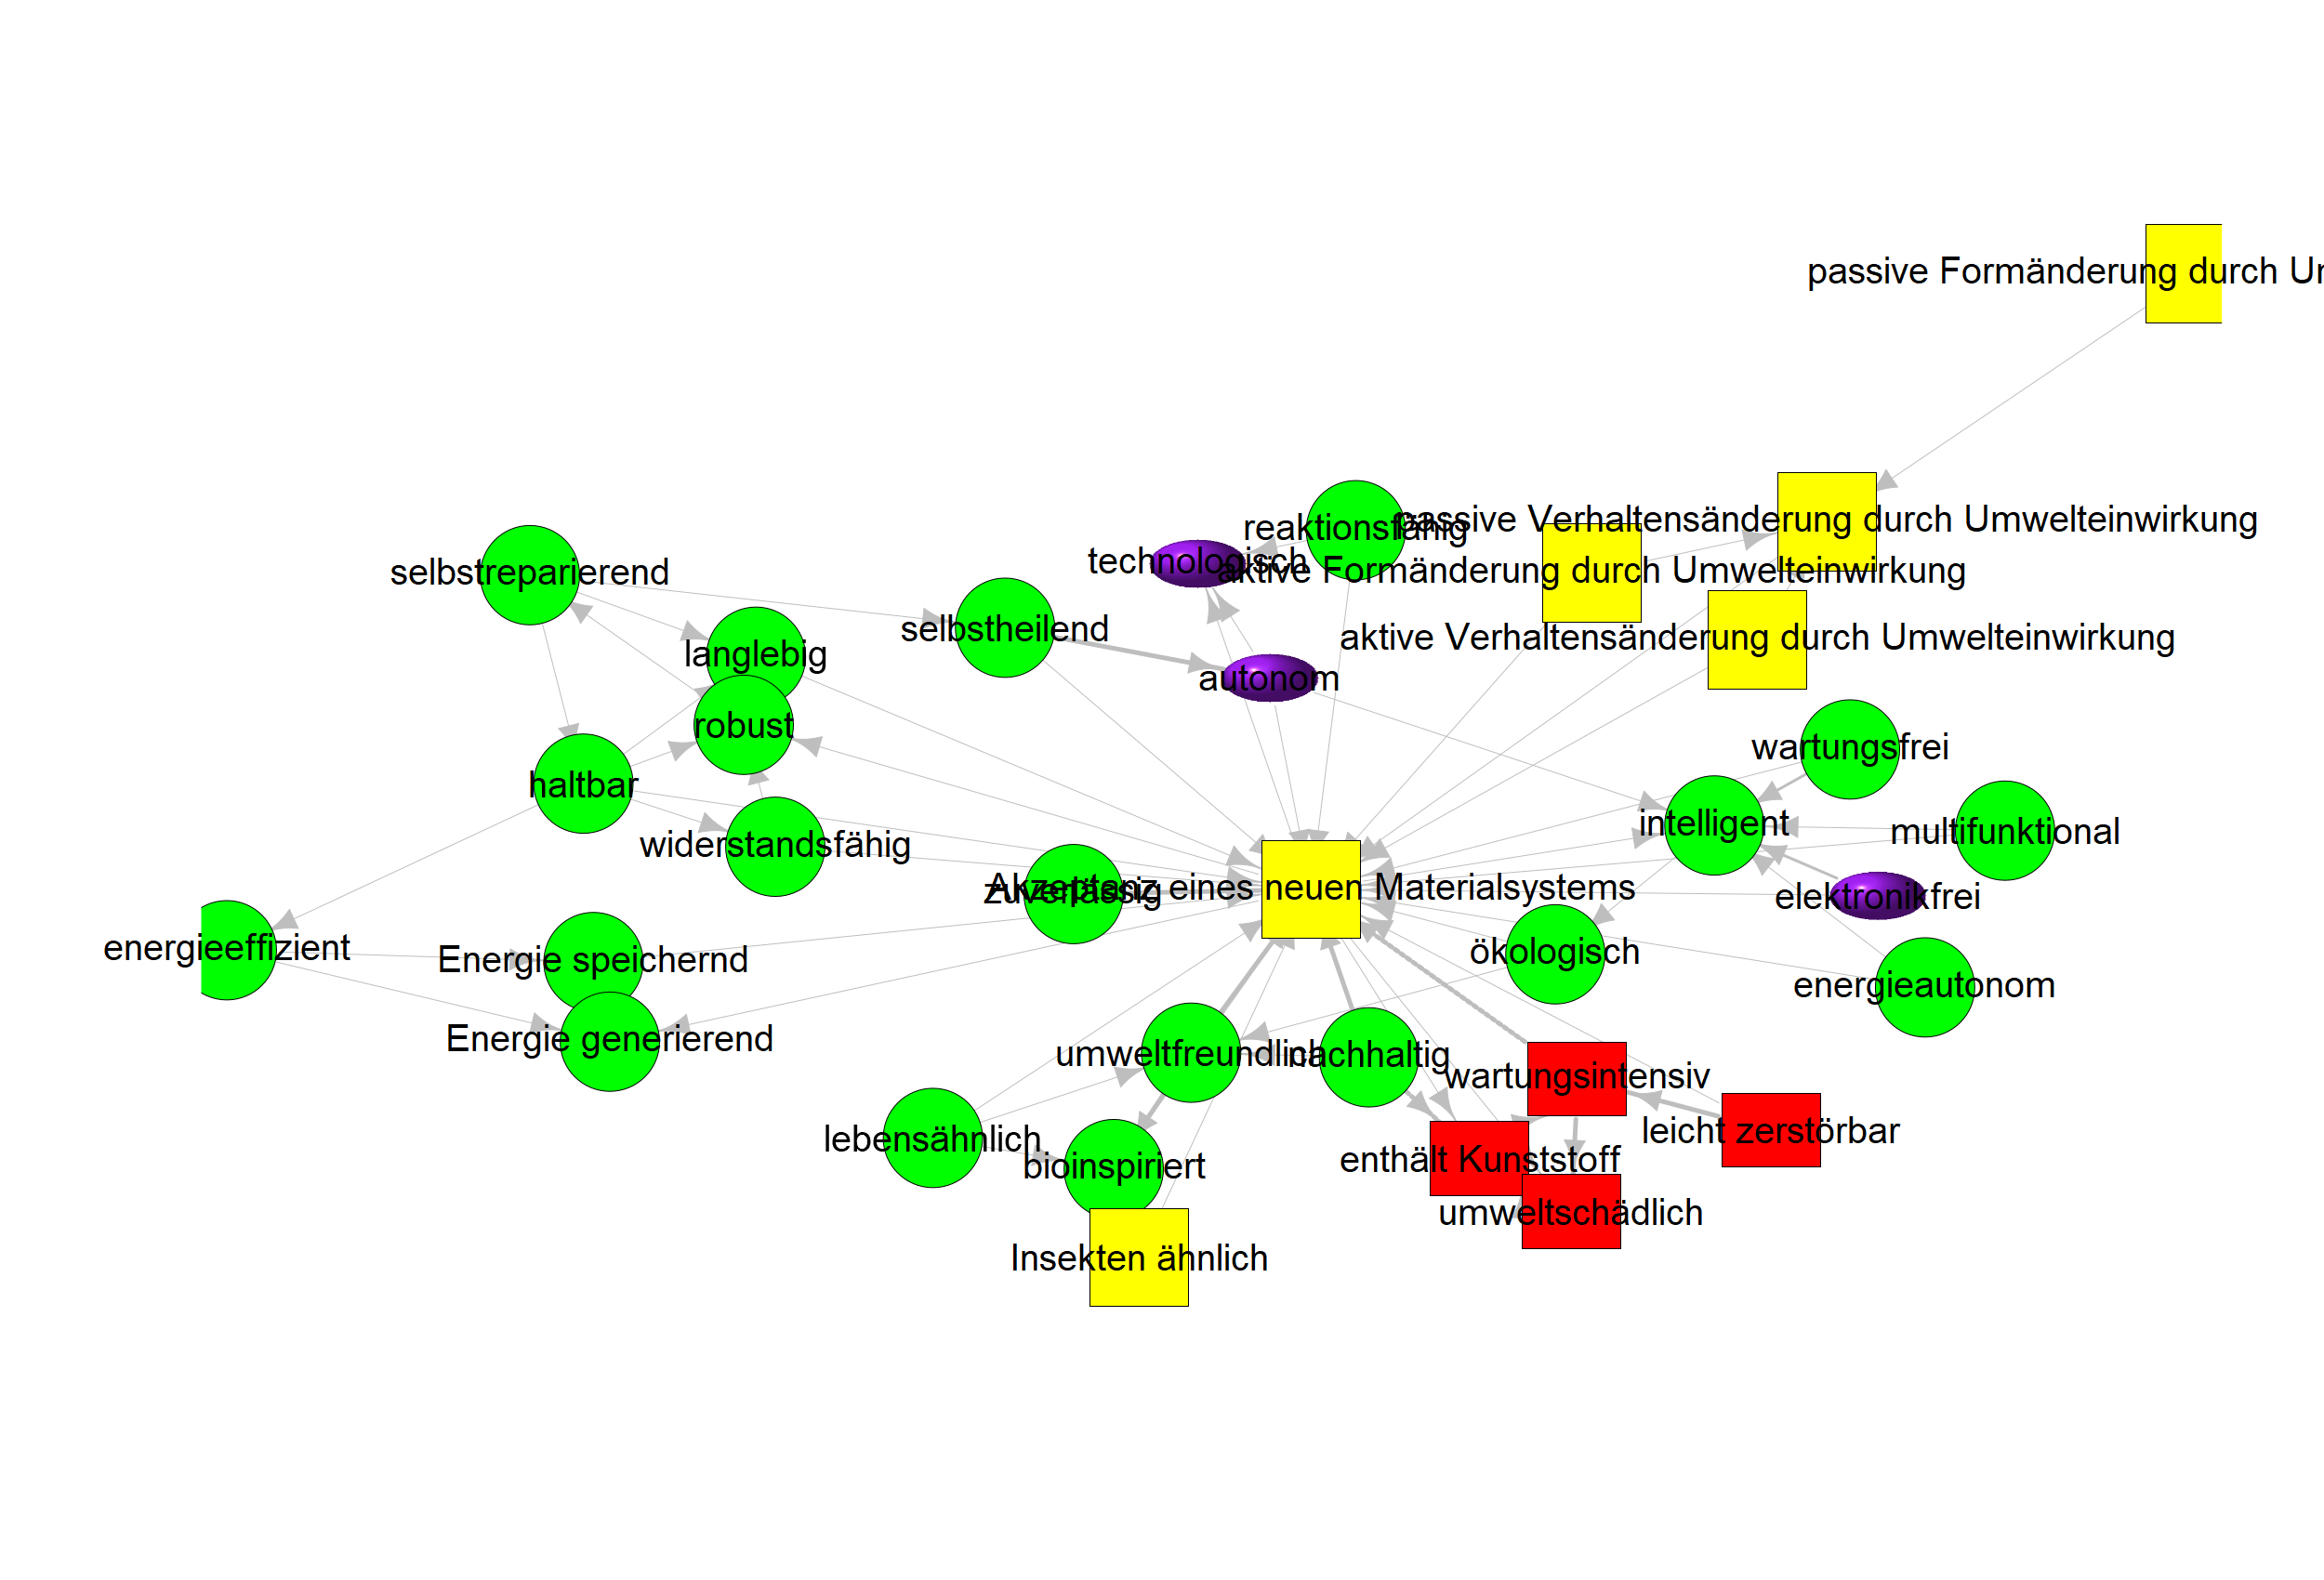 passive Formänderung durch
reaktionsfähig
passive Verhaltensänderung durch Umwelteinwirkung
technologisch
aktive Formänderung durch Umwelteinwirkung
selbstreparierend
selbstheilend
aktive Verhaltensänderung durch Umwelteinwirkung
langlebig
autonom
robust
wartungsfrei
haltbar
intelligent
multifunktional
widerstandsfähig
zuverlässig
Akzeptanz eines neuen Materialsystems
elektronikfrei
energieeffizient
Energie speichernd
ökologisch
energieautonom
Energie generierend
umweltfreundlich
nachhaltig
wartungsintensiv
lebensähnlich
leicht zerstörbar
bioinspiriert
enthält Kunststoff
umweltschädlich
Insekten ähnlich